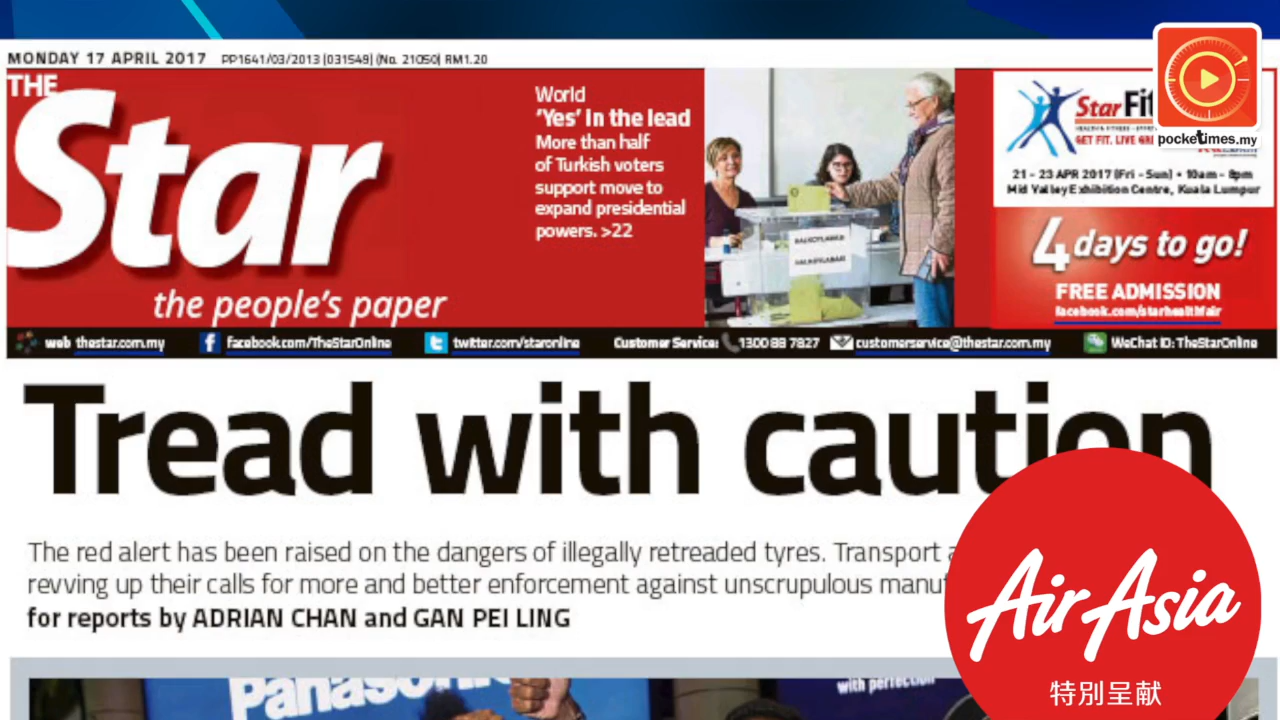 MONDAY 17 APRIL 2017 PP1641/03/2013 (031549) (No. 21050) RM1.20
THE
Star
the people's paper
World
'Yes' in the lead
More than half
of Turkish voters
support move to
expand presidential
powers. >22
Star Fit
GET FIT. LIVE
21 - 23 APR 2017 (Fri - Sun) • 10am - 8pm
Mid Valley Exhibition Centre, Kuala Lumpur
4 days to go!
FREE ADMISSION
facebook.com/starhealthfair
pocketimes.my
web thestar.com.my facebook.com/TheStarOnline twitter.com/staronline Customer Service: 1300 88 7827 customerservice@thestar.com.my WeChat ID: TheStarOnline
Tread with caution
The red alert has been raised on the dangers of illegally retreaded tyres. Transport
revving up their calls for more and better enforcement against unscrupulous
for reports by ADRIAN CHAN and GAN PEI LING
Panasonic
with perfection
AirAsia
特別呈献